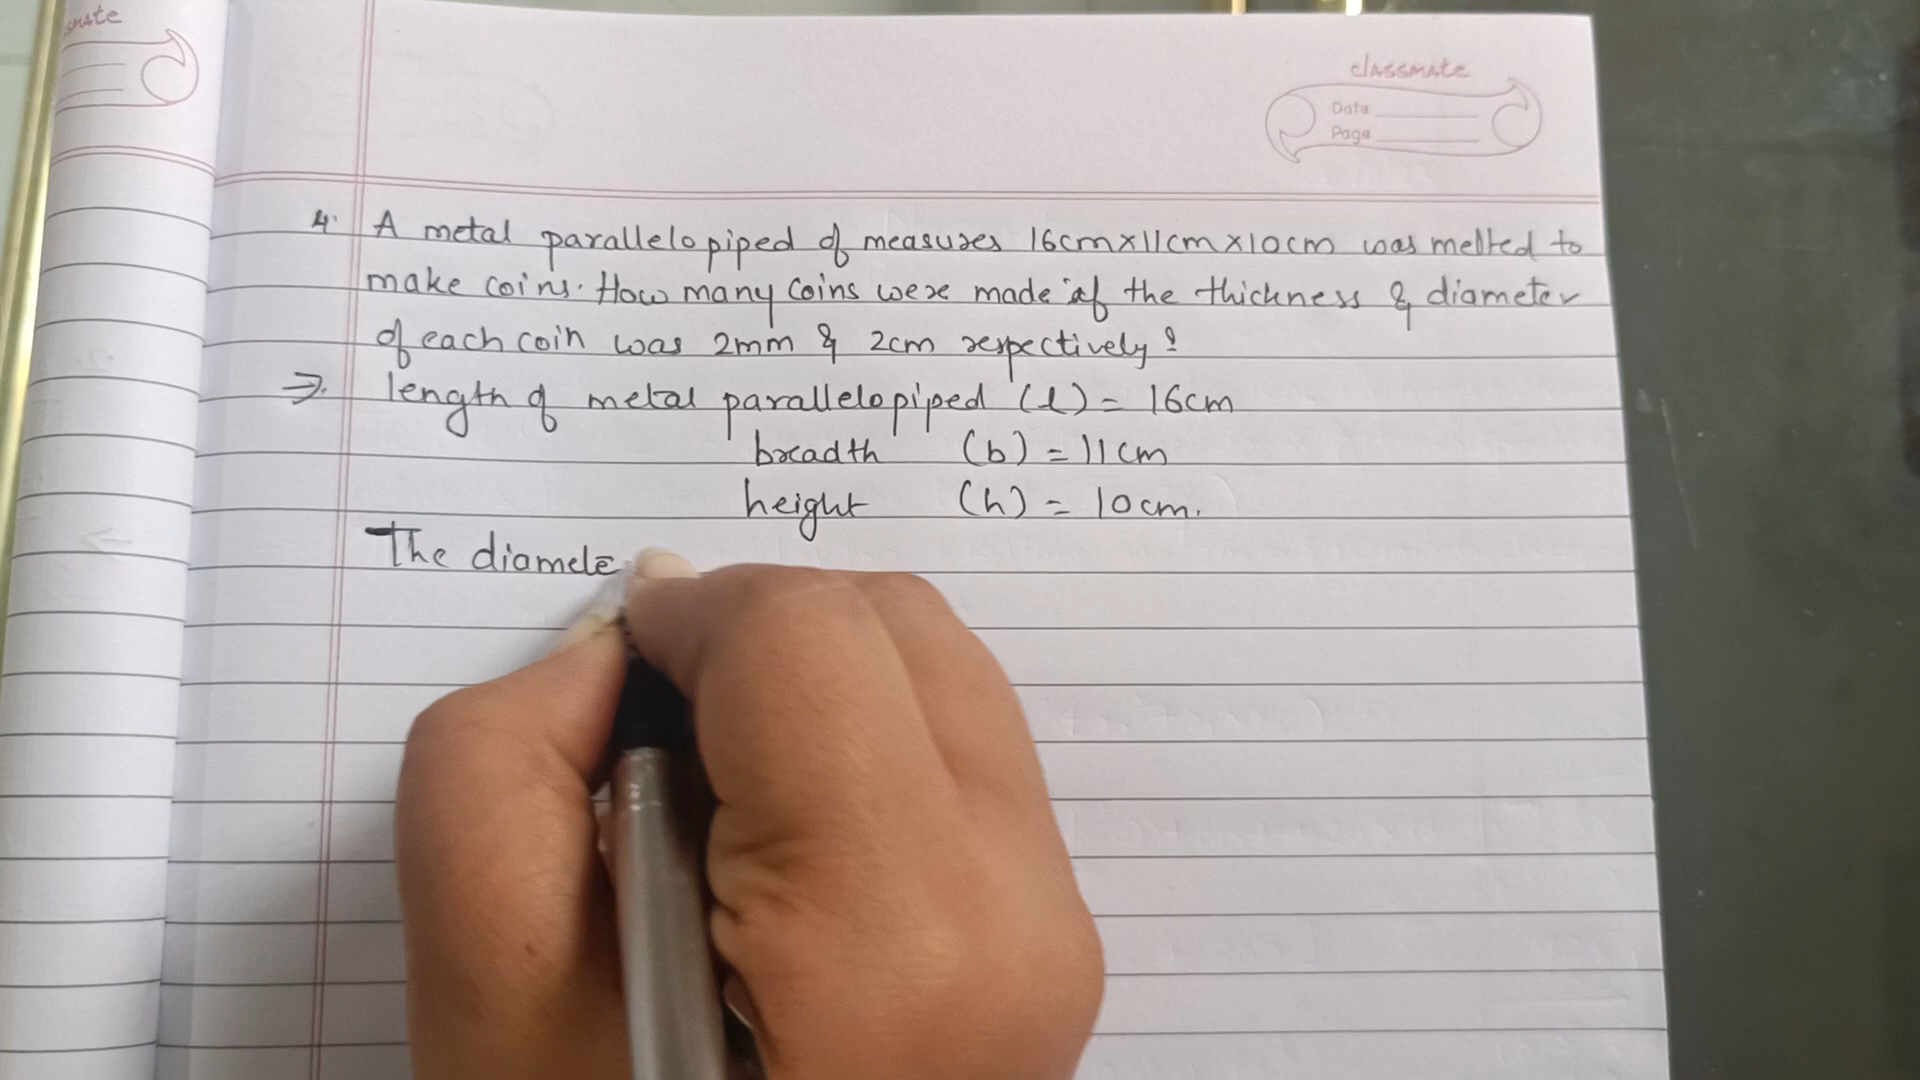 classmate
Date
Page
4. A metal parallelopiped of measures 16cm×11cm×10cm was melted to
make coins. How many coins were made if the thickness & diameter
of each coin was 2mm & 2cm respectively?
⇒. length of metal parallelopiped (l) = 16cm
breadth (b) = 11cm
height (h) = 10cm.
The diamete